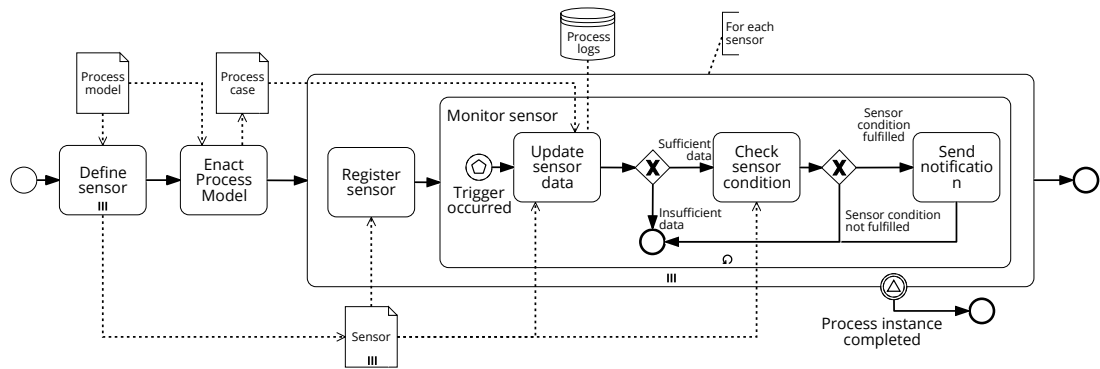 Process
logs
For each
sensor
Process
model
Process
case
Monitor sensor
Define
sensor
Enact
Process
Model
Register
sensor
Trigger
occurred
Update
sensor
data
Sufficient
data
Insufficient
data
Check
sensor
condition
Sensor
condition
fulfilled
Sensor condition
not fulfilled
Send
notificatio
n
Sensor
Process instance
completed